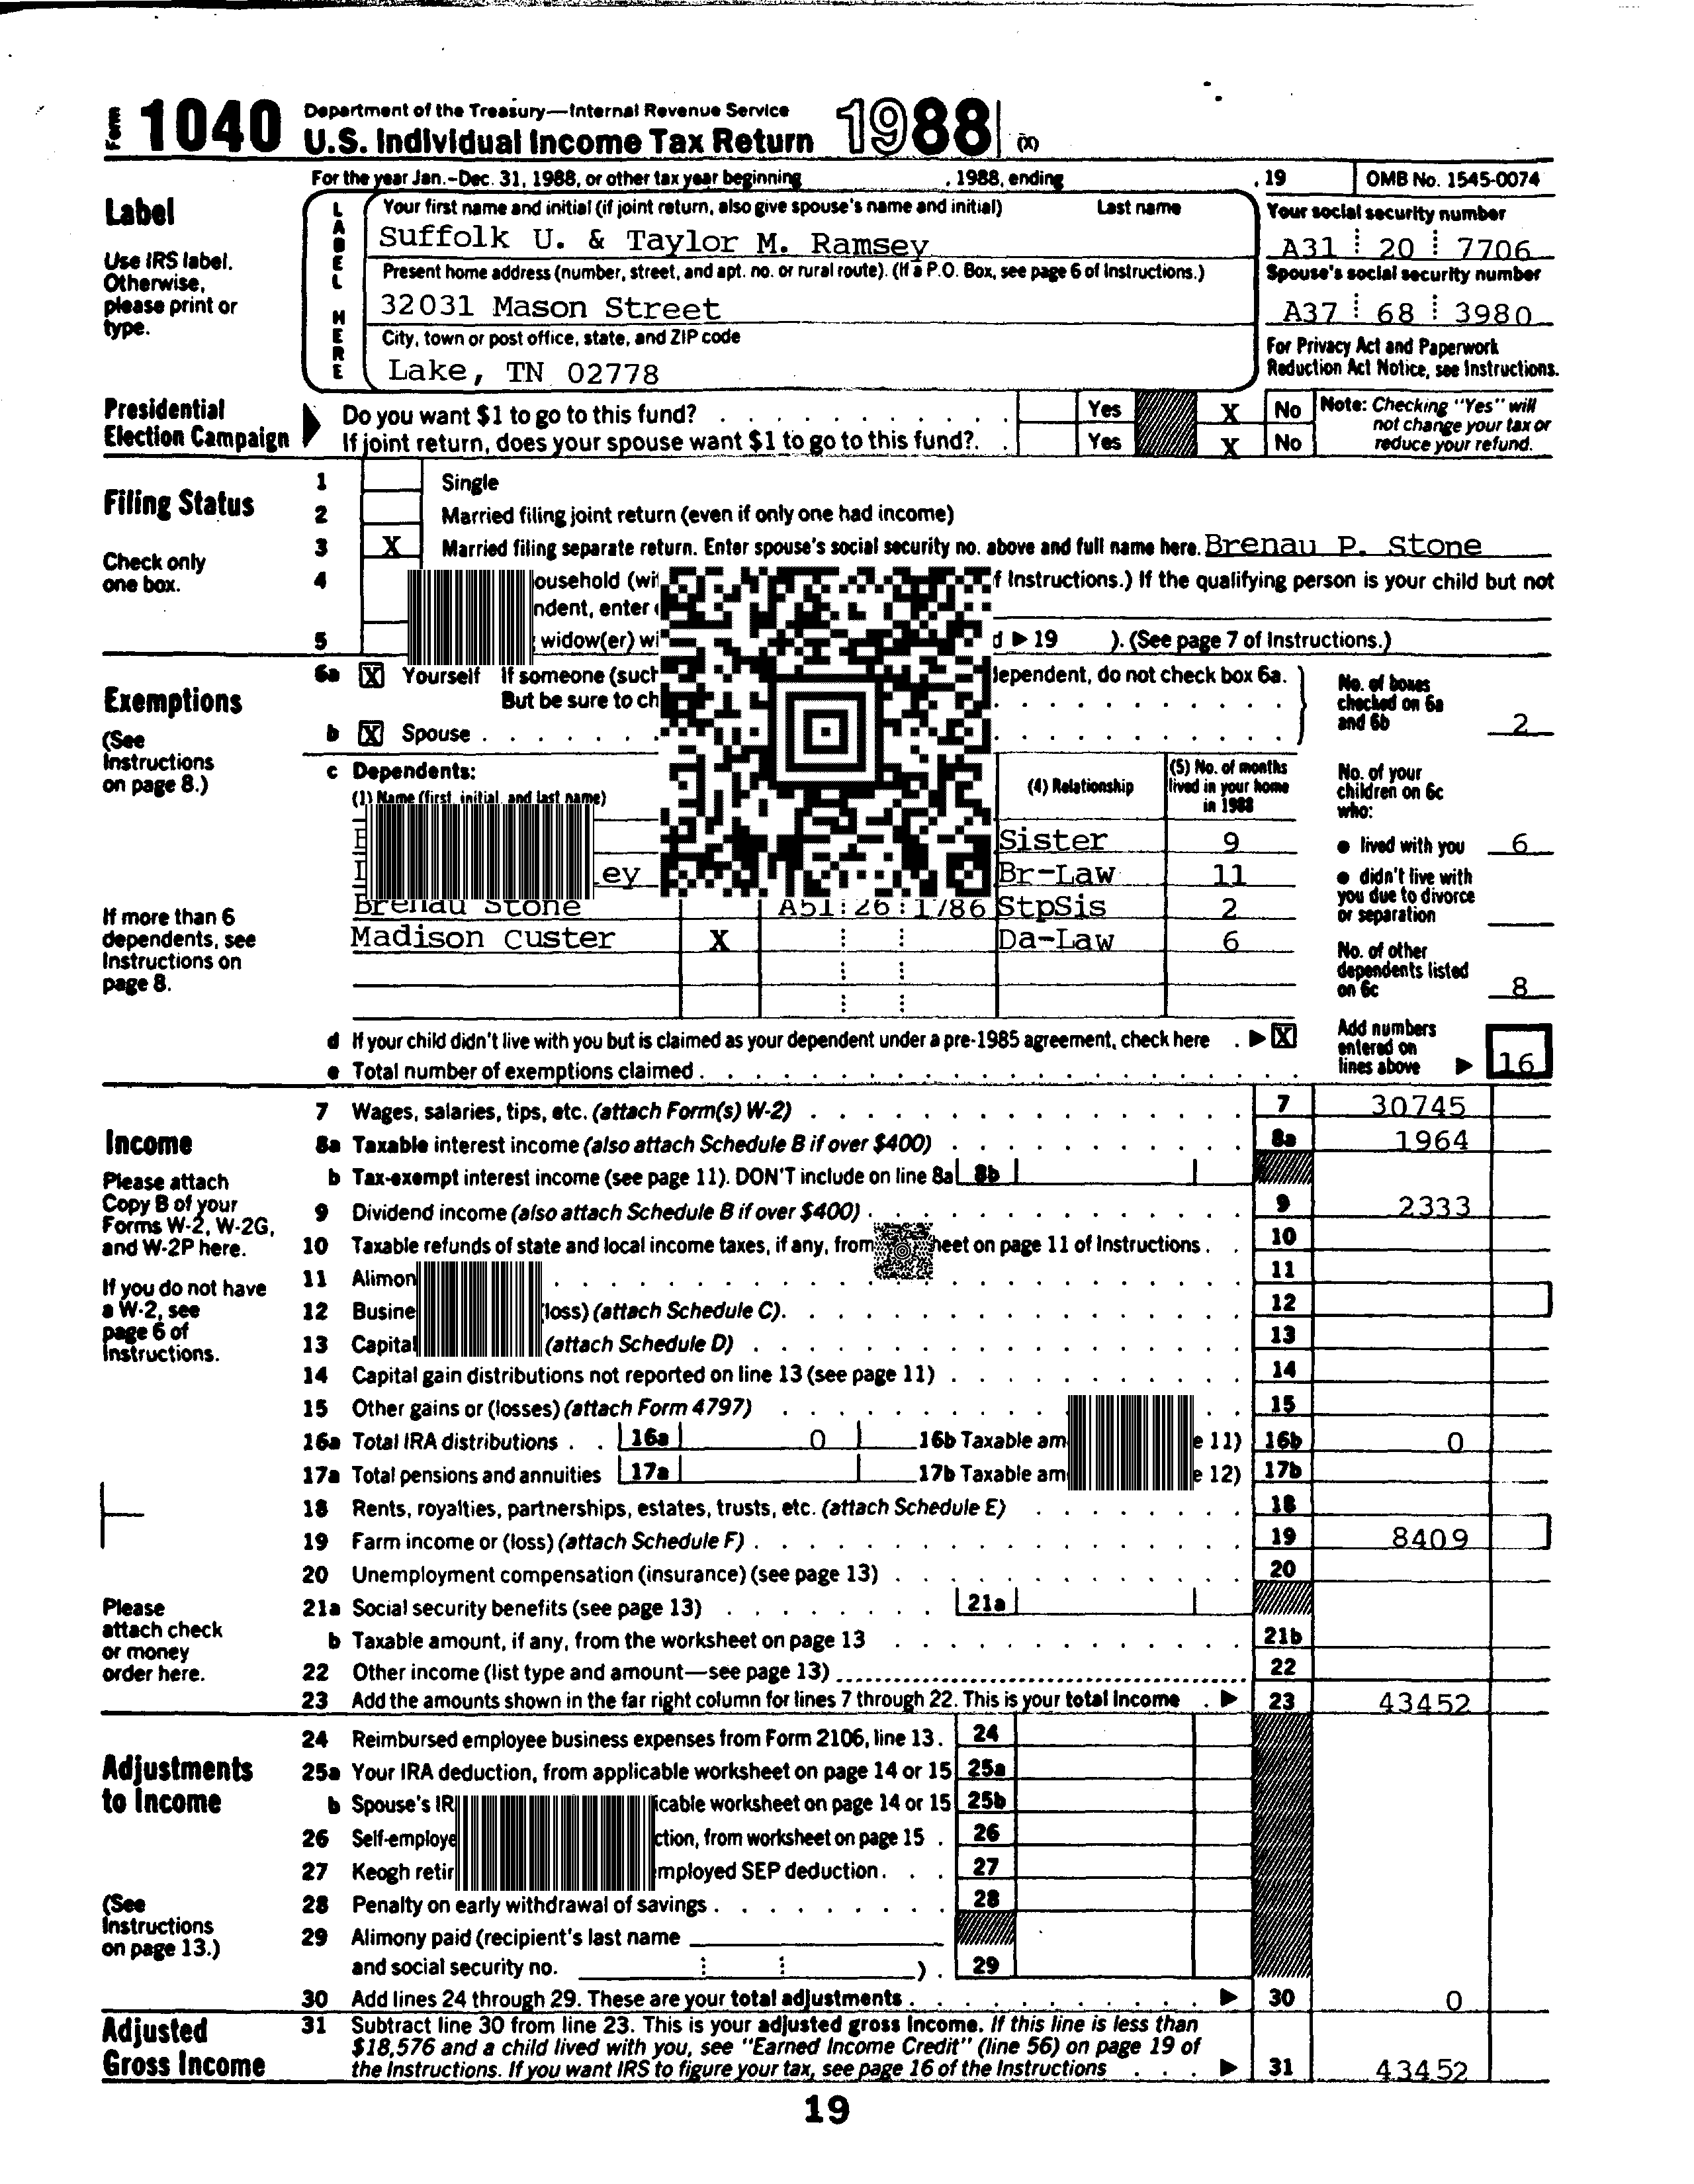 Form 1040 Department of the Treasury—Internal Revenue Service
U.S. Individual Income Tax Return 1988 (X)
For the year Jan.–Dec. 31, 1988, or other tax year beginning , 1988, ending , 19 OMB No. 1545-0074
Label
Use IRS label. Otherwise, please print or type.
LABEL HERE
Your first name and initial (if joint return, also give spouse's name and initial) Last name
Suffolk U. & Taylor M. Ramsey
Your social security number
A31 20 7706
Present home address (number, street, and apt. no. or rural route). (If a P.O. Box, see page 6 of Instructions.)
32031 Mason Street
Spouse's social security number
A37 68 3980
City, town or post office, state, and ZIP code
Lake, TN 02778
For Privacy Act and Paperwork Reduction Act Notice, see Instructions.
Presidential Election Campaign
Do you want $1 to go to this fund? Yes X No
If joint return, does your spouse want $1 to go to this fund? Yes X No
Note: Checking "Yes" will not change your tax or reduce your refund.
Filing Status
Check only one box.
1 Single
2 Married filing joint return (even if only one had income)
3 X Married filing separate return. Enter spouse's social security no. above and full name here. Brenau P. Stone
4 f Instructions.) If the qualifying person is your child but not
ndent, enter
5 widow(er) d ▶ 19 ). (See page 7 of Instructions.)
Exemptions
(See Instructions on page 8.)
6a X Yourself If someone (such dependent, do not check box 6a.
But be sure to
b X Spouse
No. of boxes checked on 6a and 6b 2
c Dependents:
(1) Name (first, initial, and last name)
(4) Relationship
(5) No. of months lived in your home in 1988
No. of your children on 6c who:
Sister 9
• lived with you 6
ey Br-Law 11
• didn't live with you due to divorce or separation
Brenau Stone A51 26 1786 StpSis 2
Madison Custer X Da-Law 6
If more than 6 dependents, see Instructions on page 8.
No. of other dependents listed on 6c 8
d If your child didn't live with you but is claimed as your dependent under a pre-1985 agreement, check here ▶ X
e Total number of exemptions claimed
Add numbers entered on lines above ▶ 16
Income
Please attach Copy B of your Forms W-2, W-2G, and W-2P here.
If you do not have a W-2, see page 6 of Instructions.
Please attach check or money order here.
7 Wages, salaries, tips, etc. (attach Form(s) W-2) 7 30745
8a Taxable interest income (also attach Schedule B if over $400) 8a 1964
b Tax-exempt interest income (see page 11). DON'T include on line 8a 8b
9 Dividend income (also attach Schedule B if over $400) 9 2333
10 Taxable refunds of state and local income taxes, if any, from heet on page 11 of Instructions 10
11 Alimon 11
12 Busine (loss) (attach Schedule C) 12
13 Capital (attach Schedule D) 13
14 Capital gain distributions not reported on line 13 (see page 11) 14
15 Other gains or (losses) (attach Form 4797) 15
16a Total IRA distributions 16a 0 16b Taxable am e 11) 16b 0
17a Total pensions and annuities 17a 17b Taxable am e 12) 17b
18 Rents, royalties, partnerships, estates, trusts, etc. (attach Schedule E) 18
19 Farm income or (loss) (attach Schedule F) 19 8409
20 Unemployment compensation (insurance) (see page 13) 20
21a Social security benefits (see page 13) 21a
b Taxable amount, if any, from the worksheet on page 13 21b
22 Other income (list type and amount—see page 13) 22
23 Add the amounts shown in the far right column for lines 7 through 22. This is your total income ▶ 23 43452
Adjustments to Income
(See Instructions on page 13.)
24 Reimbursed employee business expenses from Form 2106, line 13 24
25a Your IRA deduction, from applicable worksheet on page 14 or 15 25a
b Spouse's IR icable worksheet on page 14 or 15 25b
26 Self-employe ction, from worksheet on page 15 26
27 Keogh retir mployed SEP deduction 27
28 Penalty on early withdrawal of savings 28
29 Alimony paid (recipient's last name
and social security no. ) 29
30 Add lines 24 through 29. These are your total adjustments ▶ 30 0
Adjusted Gross Income
31 Subtract line 30 from line 23. This is your adjusted gross income. If this line is less than
$18,576 and a child lived with you, see "Earned Income Credit" (line 56) on page 19 of
the Instructions. If you want IRS to figure your tax, see page 16 of the Instructions ▶ 31 43452
19